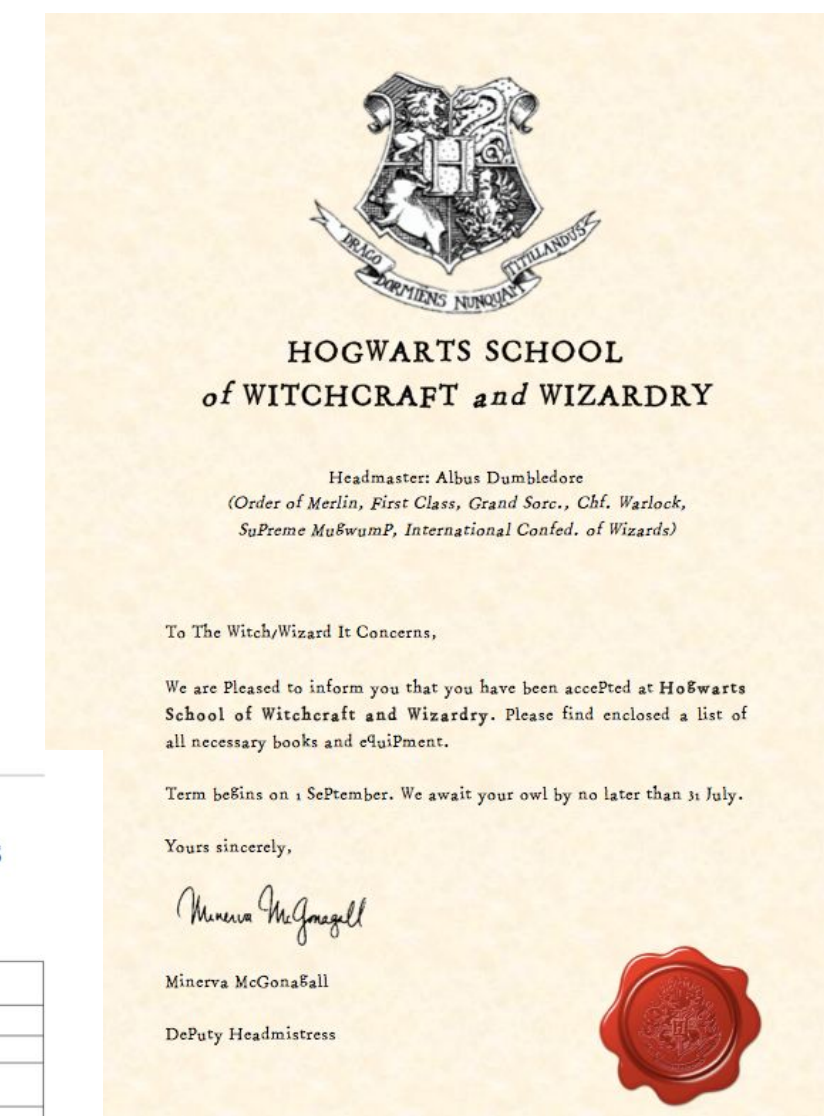 DRACO
DORMIENS NUNQUAM
TITILLANDUS
H
HOGWARTS SCHOOL
of WITCHCRAFT and WIZARDRY
Headmaster: Albus Dumbledore
(Order of Merlin, First Class, Grand Sorc., Chf. Warlock,
SuPreme MugwumP, International Confed. of Wizards)
To The Witch/Wizard It Concerns,
We are Pleased to inform you that you have been accePted at Hogwarts
School of Witchcraft and Wizardry. Please find enclosed a list of
all necessary books and equiPment.
Term begins on 1 SePtember. We await your owl by no later than 31 July.
Yours sincerely,
Minerva McGonagall
Minerva McGonagall
DePuty Headmistress
H